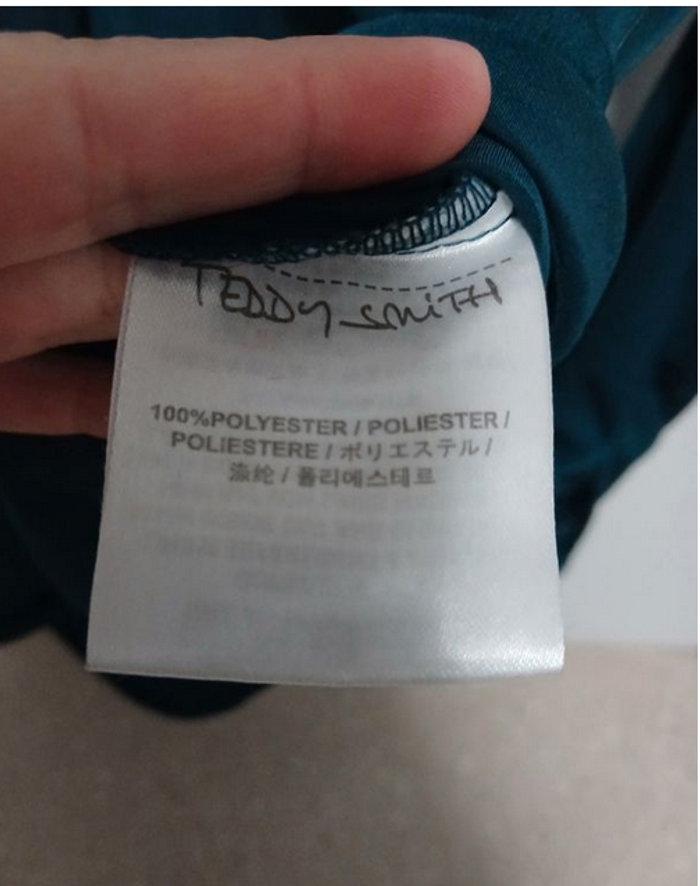 TEDDY SMITH
100%POLYESTER / POLIESTER /
POLIESTERE / ポリエステル /
涤纶 / 폴리에스테르